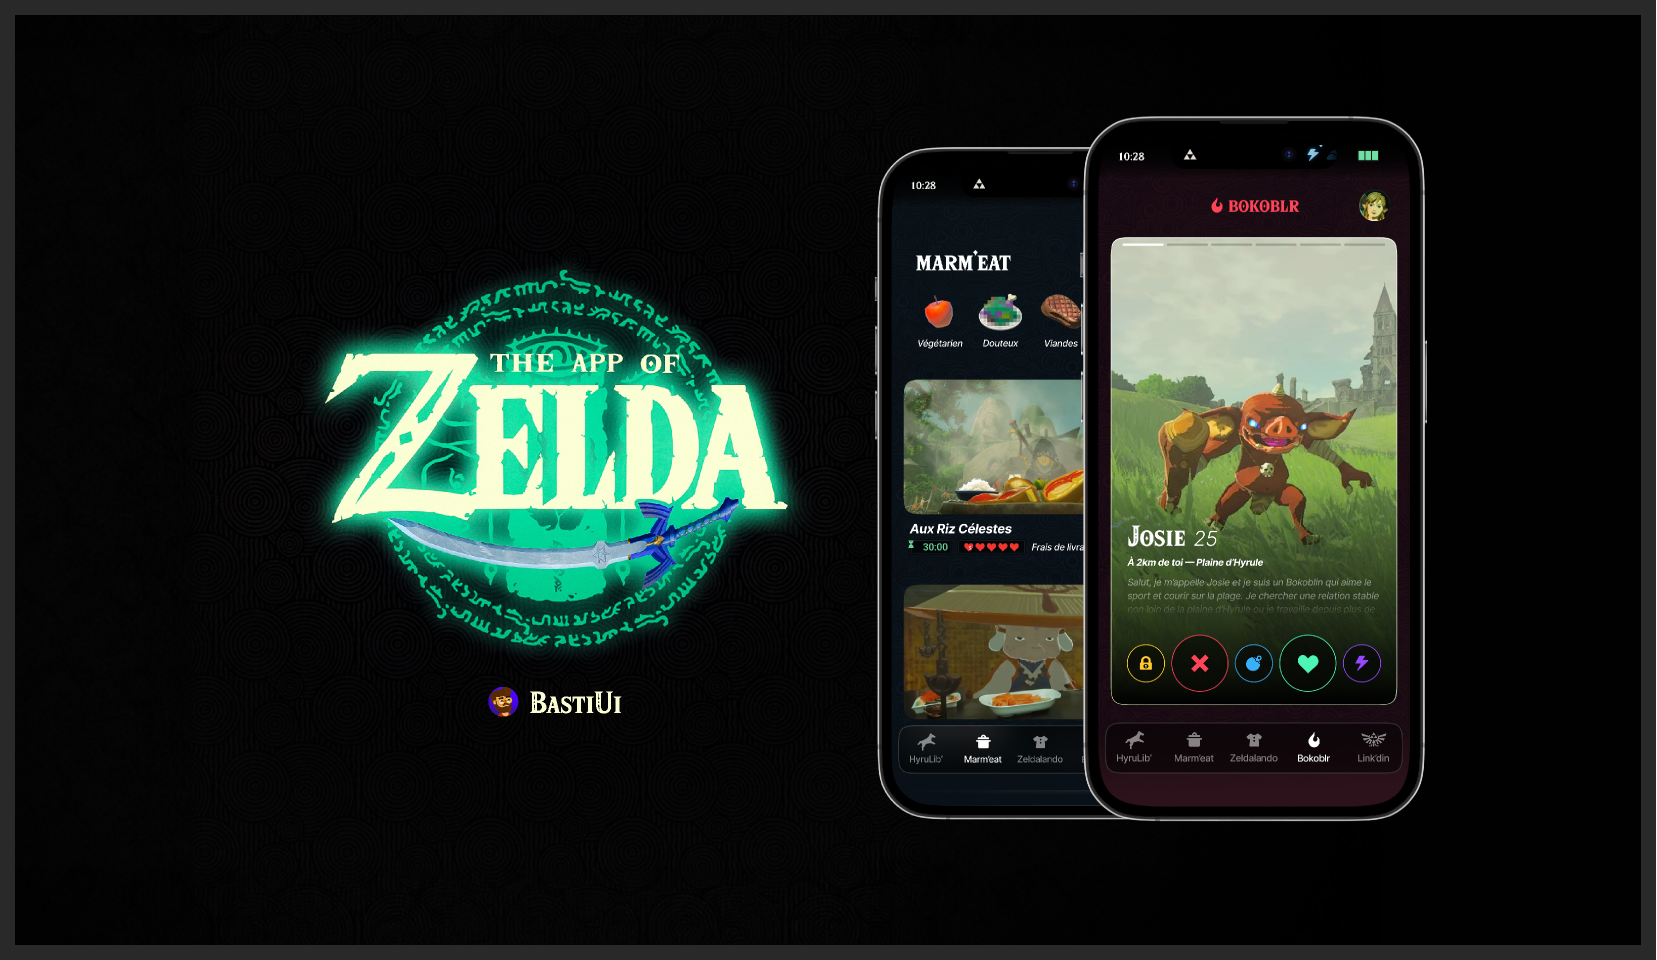 THE APP OF
ZELDA
BASTIUI
10:28
MARM'EAT
Végétarien
Douteux
Viandes
Aux Riz Célestes
30:00
Frais de livra
HyruLib'
Marm'eat
Zeldalando
10:28
BOKOBLR
JOSIE 25
À 2km de toi — Plaine d'Hyrule
Salut, je m'appelle Josie et je suis un Bokoblin qui aime le
sport et courir sur la plage. Je chercher une relation stable
non loin de la plaine d'Hyrule ou je travaille depuis plus de
HyruLib'
Marm'eat
Zeldalando
Bokoblr
Link'din